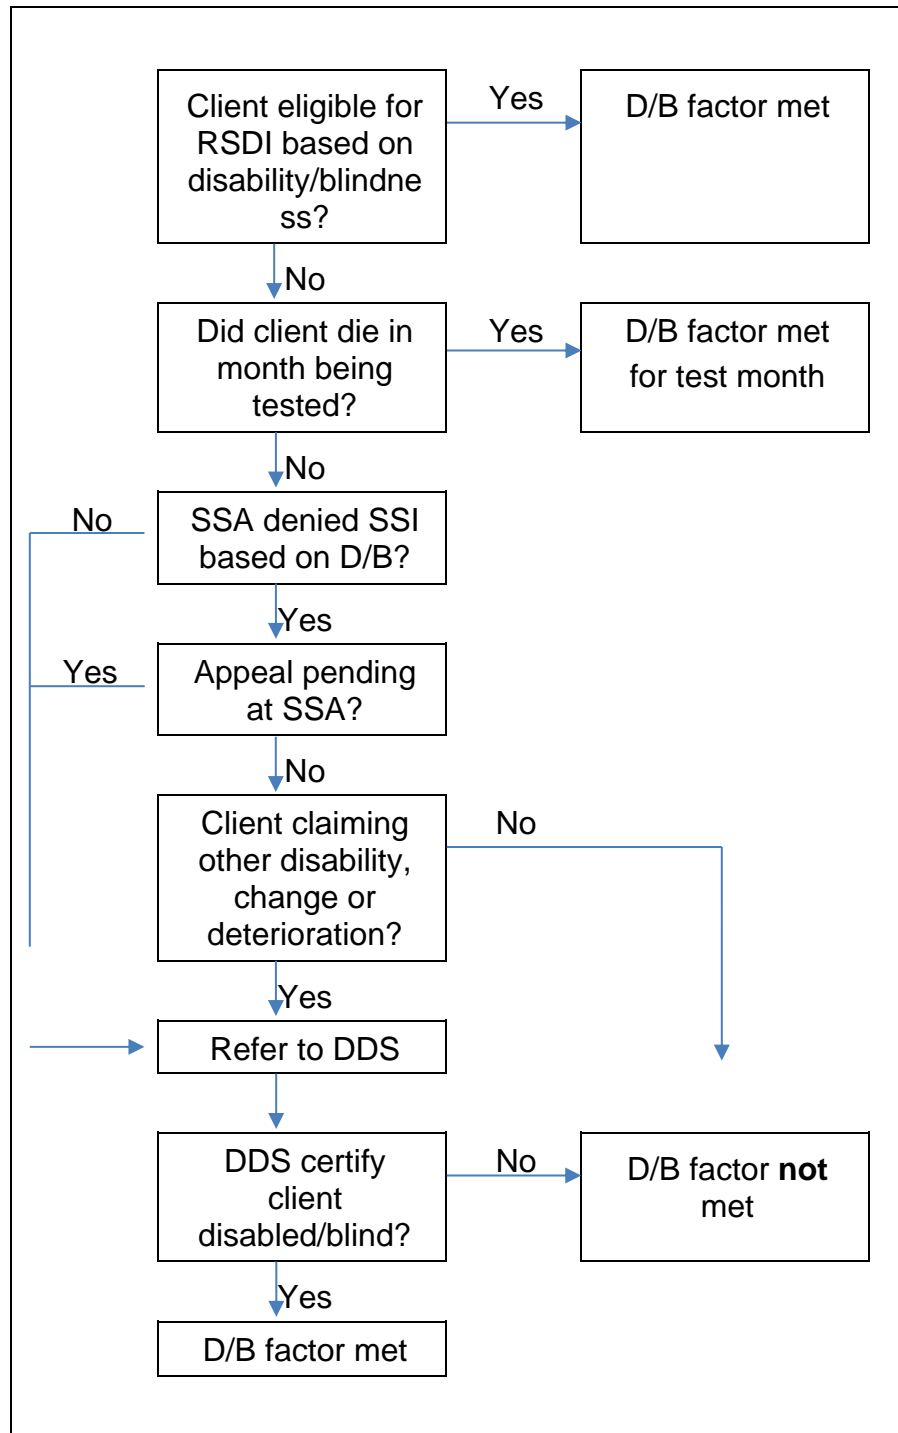 Client eligible for
RSDI based on
disability/blindne
ss?
Yes
D/B factor met
No
Did client die in
month being
tested?
Yes
D/B factor met
for test month
No
No
SSA denied SSI
based on D/B?
Yes
Yes
Appeal pending
at SSA?
No
Client claiming
other disability,
change or
deterioration?
No
Yes
Refer to DDS
DDS certify
client
disabled/blind?
No
D/B factor not
met
Yes
D/B factor met